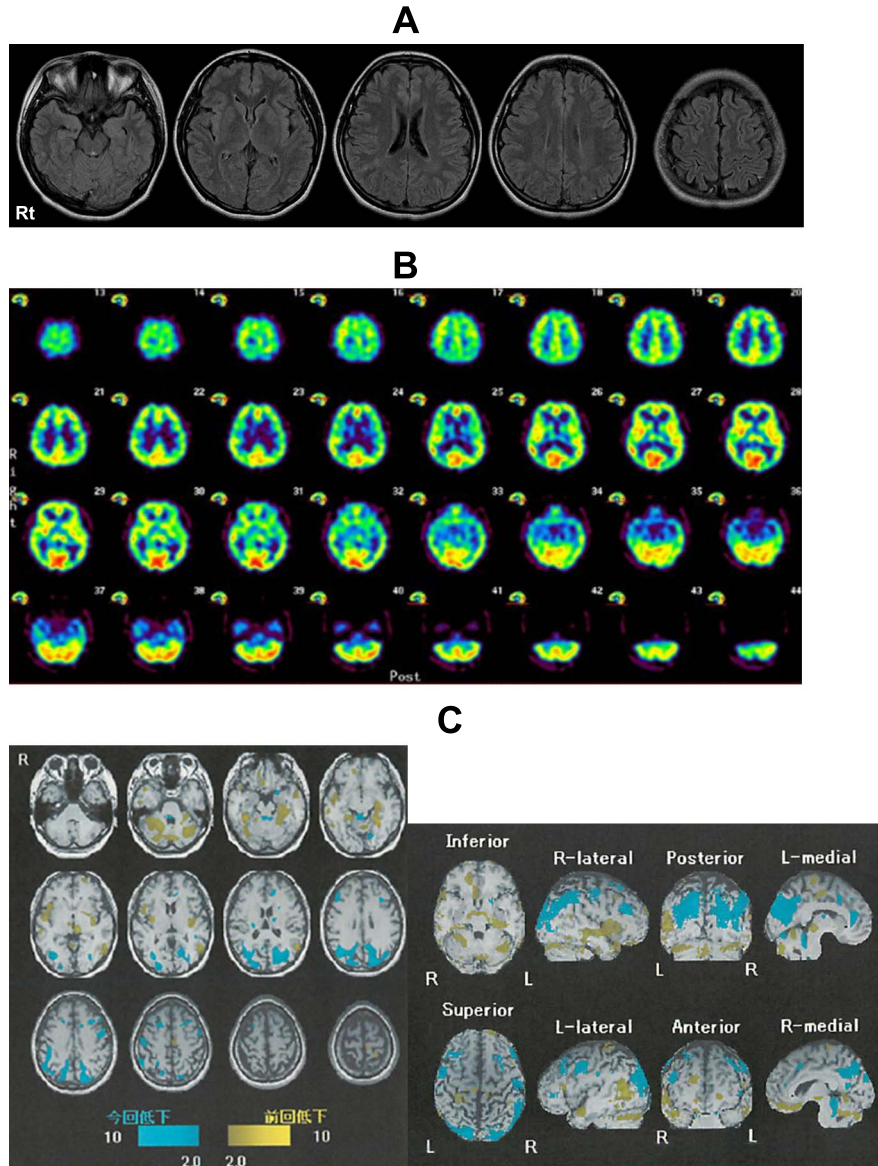 A
Rt
B
13 14 15 16 17 18 19 20
21 22 23 24 25 26 27 28
Right
29 30 31 32 33 34 35 36
37 38 39 40 41 42 43 44
Post
C
R
Inferior
R-lateral Posterior L-medial
R L L R
Superior
L-lateral Anterior R-medial
L R R L
今回低下 前回低下
10 10
2.0 2.0